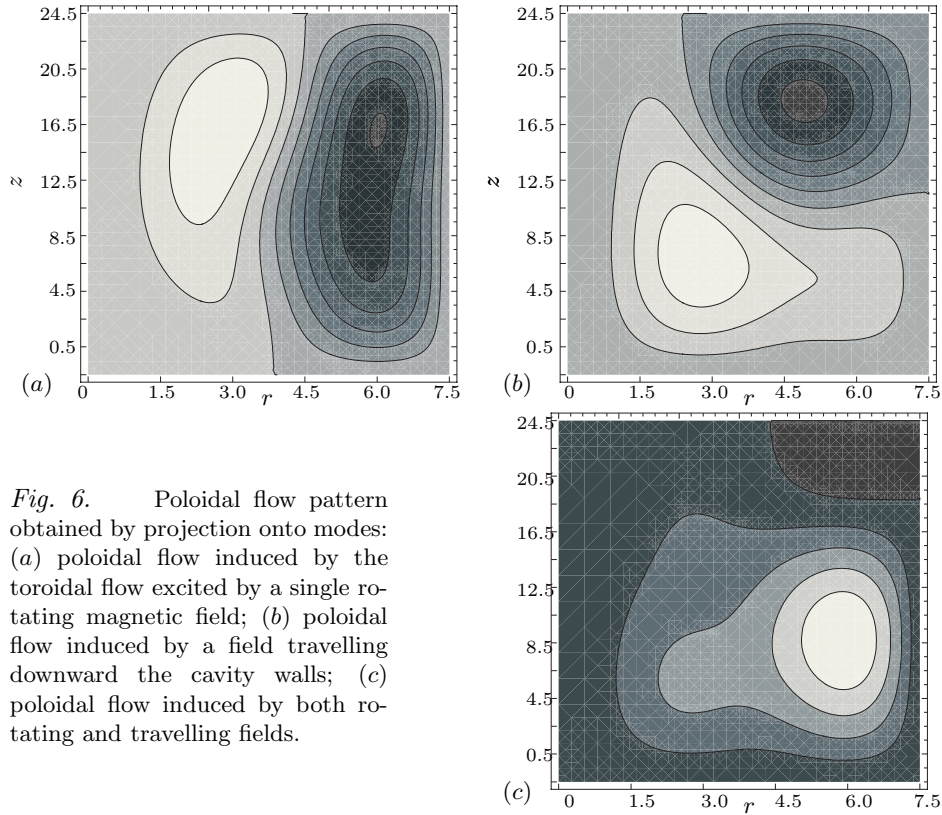 24.5
20.5
16.5
12.5
8.5
4.5
0.5
z
(a)
0 1.5 3.0 4.5 6.0 7.5
r
24.5
20.5
16.5
12.5
8.5
4.5
0.5
z
(b)
0 1.5 3.0 4.5 6.0 7.5
r
24.5
20.5
16.5
12.5
8.5
4.5
0.5
(c)
0 1.5 3.0 4.5 6.0 7.5
r
Fig. 6. Poloidal flow pattern
obtained by projection onto modes:
(a) poloidal flow induced by the
toroidal flow excited by a single ro-
tating magnetic field; (b) poloidal
flow induced by a field travelling
downward the cavity walls; (c)
poloidal flow induced by both ro-
tating and travelling fields.